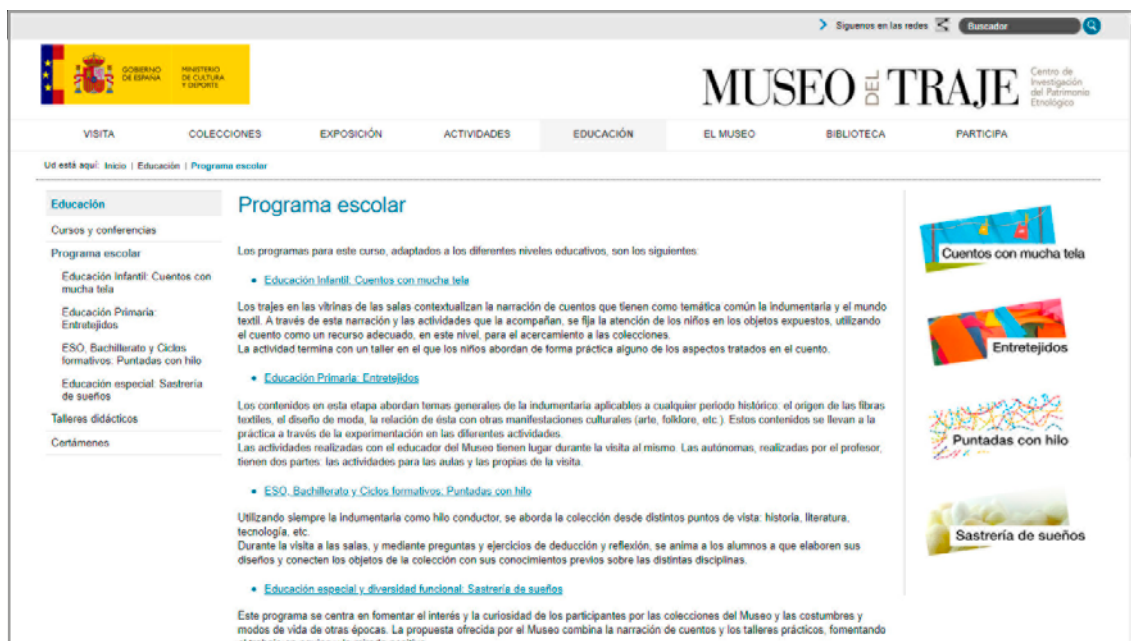 Siguenos en las redes
Buscador
GOBIERNO
DE ESPAÑA
MINISTERIO
DE CULTURA
Y DEPORTE
MUSEO DEL TRAJE
Centro de
Investigación
del Patrimonio
Etnológico
VISITA
COLECCIONES
EXPOSICIÓN
ACTIVIDADES
EDUCACIÓN
EL MUSEO
BIBLIOTECA
PARTICIPA
Ud está aquí: Inicio | Educación | Programa escolar
Educación
Cursos y conferencias
Programa escolar
Educación Infantil: Cuentos con
mucha tela
Educación Primaria:
Entretejidos
ESO, Bachillerato y Ciclos
formativos: Puntadas con hilo
Educación especial: Sastrería
de sueños
Talleres didácticos
Certámenes
Programa escolar
Los programas para este curso, adaptados a los diferentes niveles educativos, son los siguientes:
Educación Infantil: Cuentos con mucha tela
Los trajes en las vitrinas de las salas contextualizan la narración de cuentos que tienen como temática común la indumentaria y el mundo
textil. A través de esta narración y las actividades que la acompañan, se fija la atención de los niños en los objetos expuestos, utilizando
el cuento como un recurso adecuado, en este nivel, para el acercamiento a las colecciones.
La actividad termina con un taller en el que los niños abordan de forma práctica alguno de los aspectos tratados en el cuento.
Educación Primaria: Entretejidos
Los contenidos en esta etapa abordan temas generales de la indumentaria aplicables a cualquier periodo histórico: el origen de las fibras
textiles, el diseño de moda, la relación de ésta con otras manifestaciones culturales (arte, folklore, etc.). Estos contenidos se llevan a la
práctica a través de la experimentación en las diferentes actividades.
Las actividades realizadas con el educador del Museo tienen lugar durante la visita al mismo. Las autónomas, realizadas por el profesor,
tienen dos partes: las actividades para las aulas y las propias de la visita.
ESO, Bachillerato y Ciclos formativos: Puntadas con hilo
Utilizando siempre la indumentaria como hilo conductor, se aborda la colección desde distintos puntos de vista: historia, literatura,
tecnología, etc.
Durante la visita a las salas, y mediante preguntas y ejercicios de deducción y reflexión, se anima a los alumnos a que elaboren sus
diseños y conecten los objetos de la colección con sus conocimientos previos sobre las distintas disciplinas.
Educación especial y diversidad funcional: Sastrería de sueños
Este programa se centra en fomentar el interés y la curiosidad de los participantes por las colecciones del Museo y las costumbres y
modos de vida de otras épocas. La propuesta ofrecida por el Museo combina la narración de cuentos y los talleres prácticos, fomentando
Cuentos con mucha tela
Entretejidos
Puntadas con hilo
Sastrería de sueños